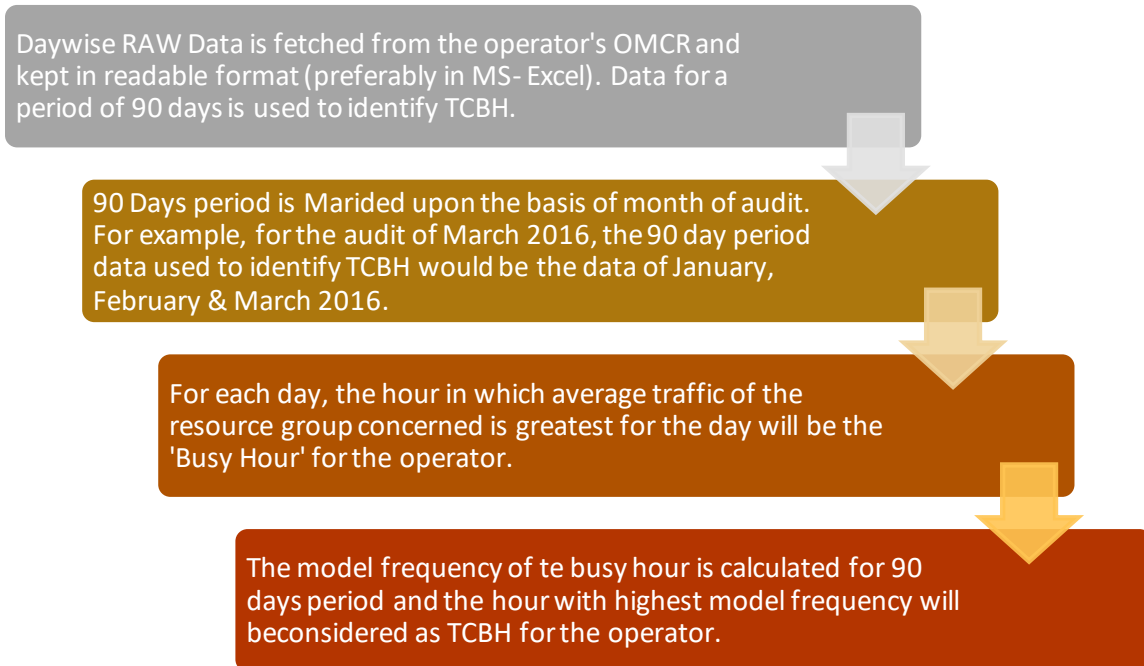 Daywise RAW Data is fetched from the operator's OMCR and
kept in readable format (preferably in MS- Excel). Data for a
period of 90 days is used to identify TCBH.
90 Days period is Marided upon the basis of month of audit.
For example, for the audit of March 2016, the 90 day period
data used to identify TCBH would be the data of January,
February & March 2016.
For each day, the hour in which average traffic of the
resource group concerned is greatest for the day will be the
'Busy Hour' for the operator.
The model frequency of te busy hour is calculated for 90
days period and the hour with highest model frequency will
beconsidered as TCBH for the operator.